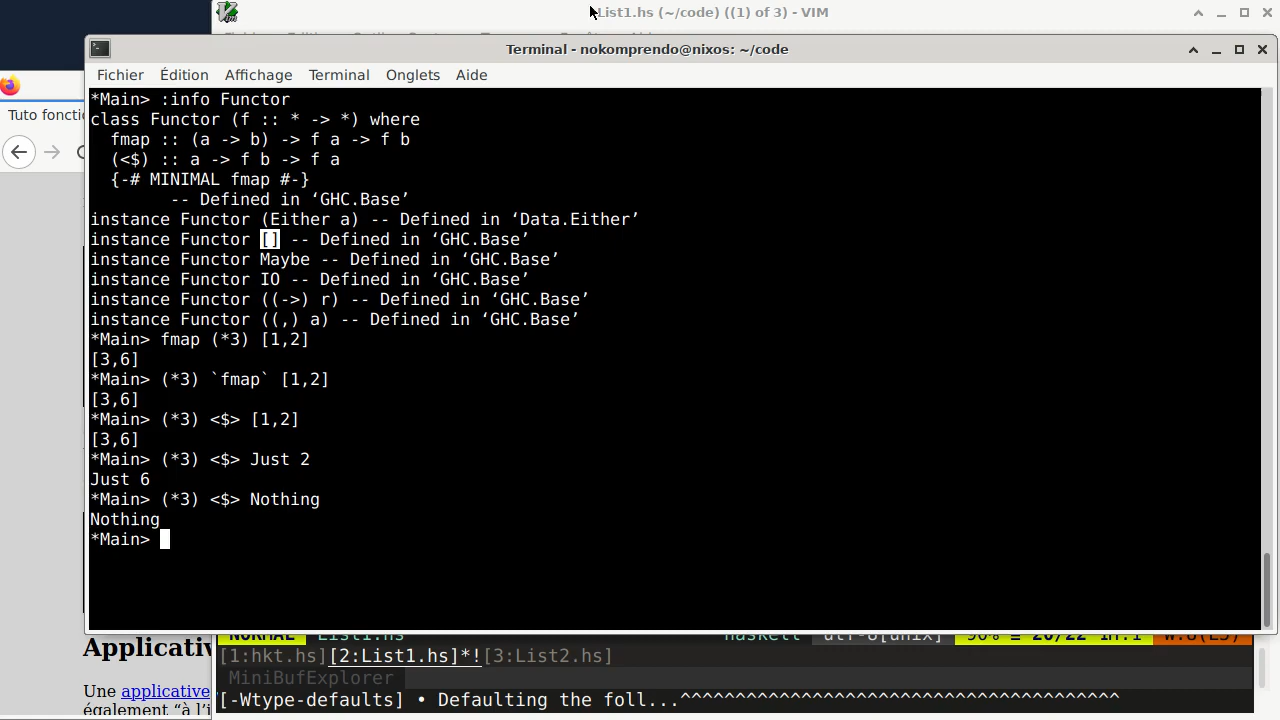 List1.hs (~/code) ((1) of 3) - VIM
Terminal - nokomprendo@nixos: ~/code
Fichier Édition Affichage Terminal Onglets Aide
Tuto foncti
*Main> :info Functor
class Functor (f :: * -> *) where
  fmap :: (a -> b) -> f a -> f b
  (<$) :: a -> f b -> f a
  {-# MINIMAL fmap #-}
        -- Defined in ‘GHC.Base’
instance Functor (Either a) -- Defined in ‘Data.Either’
instance Functor [] -- Defined in ‘GHC.Base’
instance Functor Maybe -- Defined in ‘GHC.Base’
instance Functor IO -- Defined in ‘GHC.Base’
instance Functor ((->) r) -- Defined in ‘GHC.Base’
instance Functor ((,) a) -- Defined in ‘GHC.Base’
*Main> fmap (*3) [1,2]
[3,6]
*Main> (*3) `fmap` [1,2]
[3,6]
*Main> (*3) <$> [1,2]
[3,6]
*Main> (*3) <$> Just 2
Just 6
*Main> (*3) <$> Nothing
Nothing
*Main>
NORMAL List1.hs haskell utf-8[unix] 90% ≡ 20/22
[1:hkt.hs][2:List1.hs]*![3:List2.hs]
MiniBufExplorer
[-Wtype-defaults] • Defaulting the foll...^^^^^^^^^^^^^^^^^^^^^^^^^^^^^^^^^^^^^^^^
Applicativ
Une applicative
également “à l’i